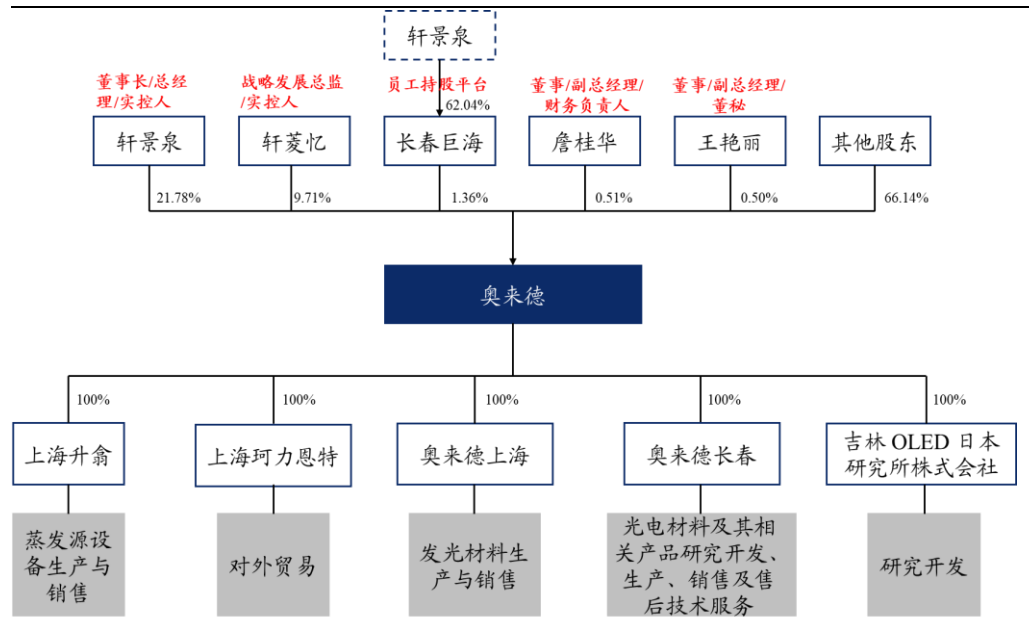 轩景泉
董事长/总经
理/实控人
战略发展总监
/实控人
员工持股平台
62.04%
董事/副总经理/
财务负责人
董事/副总经理/
董秘
轩景泉
轩菱忆
长春巨海
詹桂华
王艳丽
其他股东
21.78%
9.71%
1.36%
0.51%
0.50%
66.14%
奥来德
100%
100%
100%
100%
100%
上海升翕
上海珂力恩特
奥来德上海
奥来德长春
吉林 OLED 日本
研究所株式会社
蒸发源设
备生产与
销售
对外贸易
发光材料生
产与销售
光电材料及其相
关产品研究开发、
生产、销售及售
后技术服务
研究开发